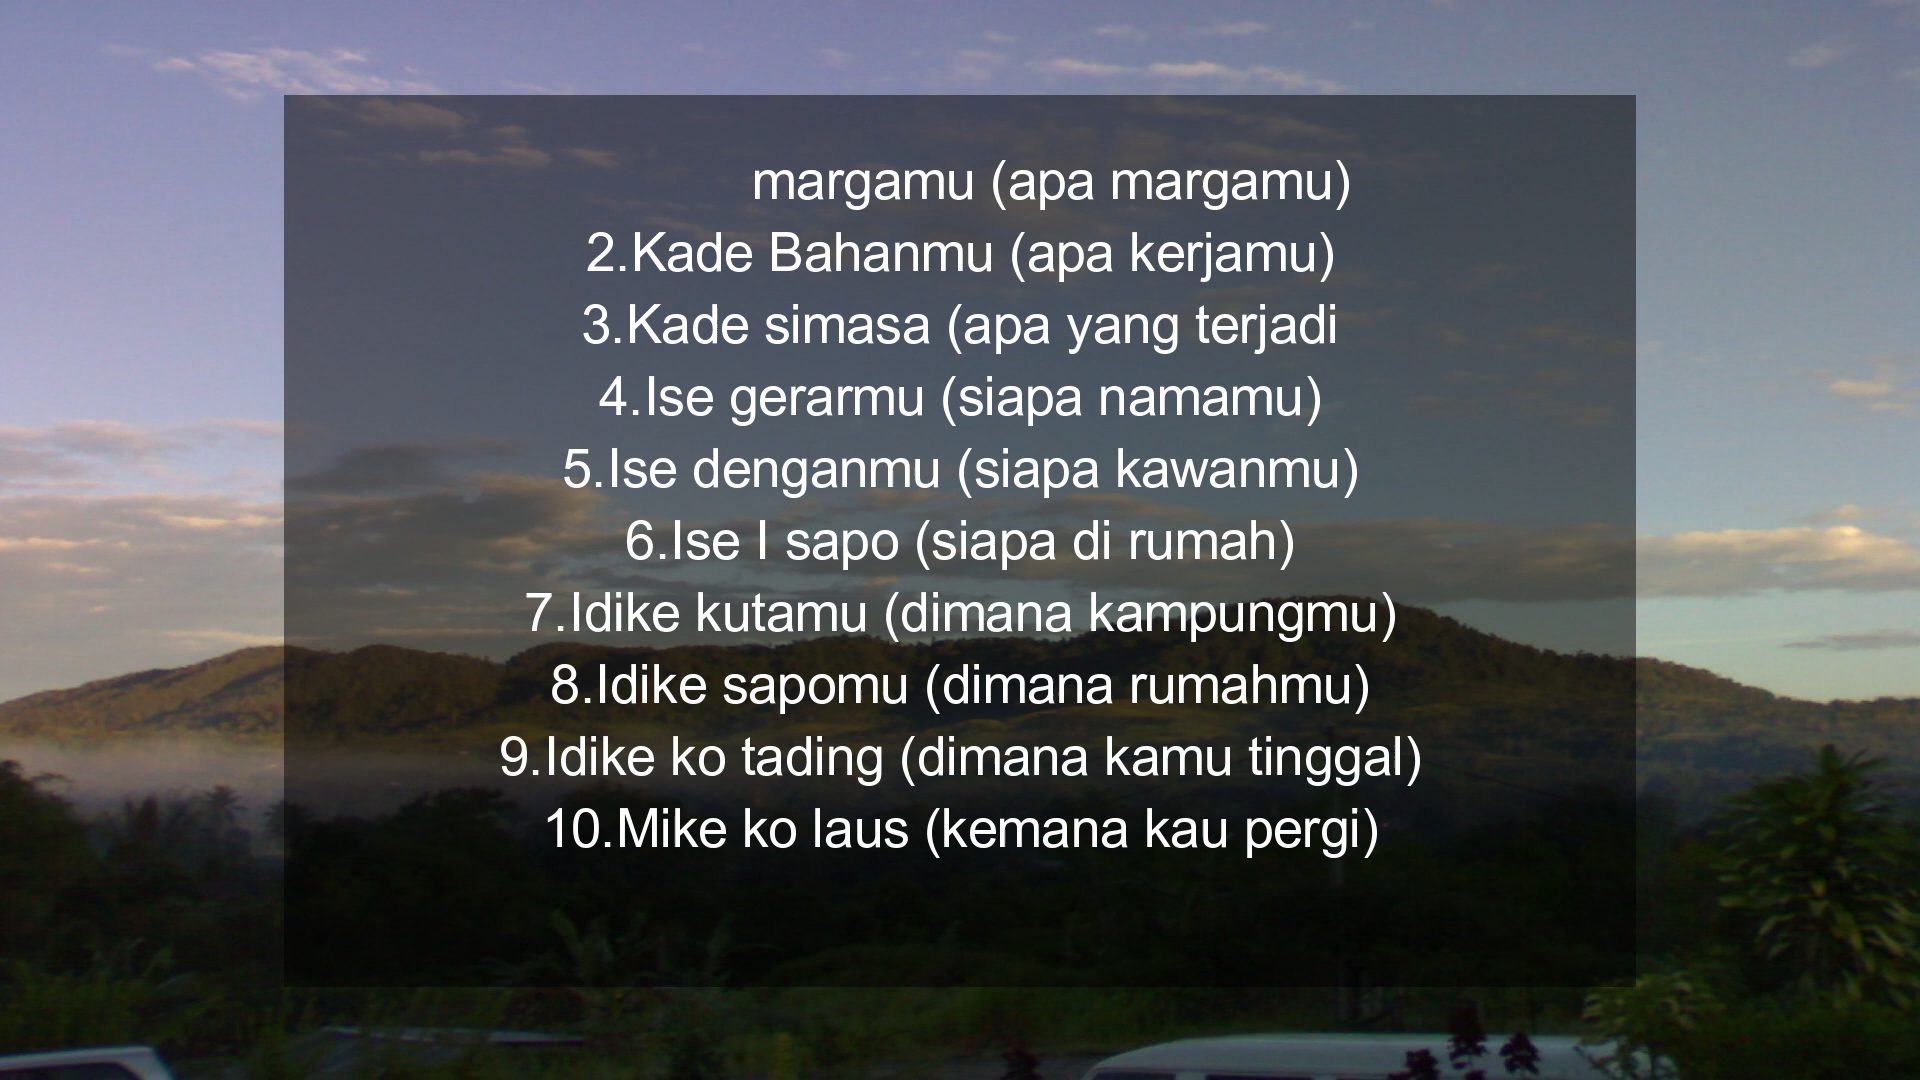 margamu (apa margamu)
2.Kade Bahanmu (apa kerjamu)
3.Kade simasa (apa yang terjadi
4.Ise gerarmu (siapa namamu)
5.Ise denganmu (siapa kawanmu)
6.Ise I sapo (siapa di rumah)
7.Idike kutamu (dimana kampungmu)
8.Idike sapomu (dimana rumahmu)
9.Idike ko tading (dimana kamu tinggal)
10.Mike ko laus (kemana kau pergi)